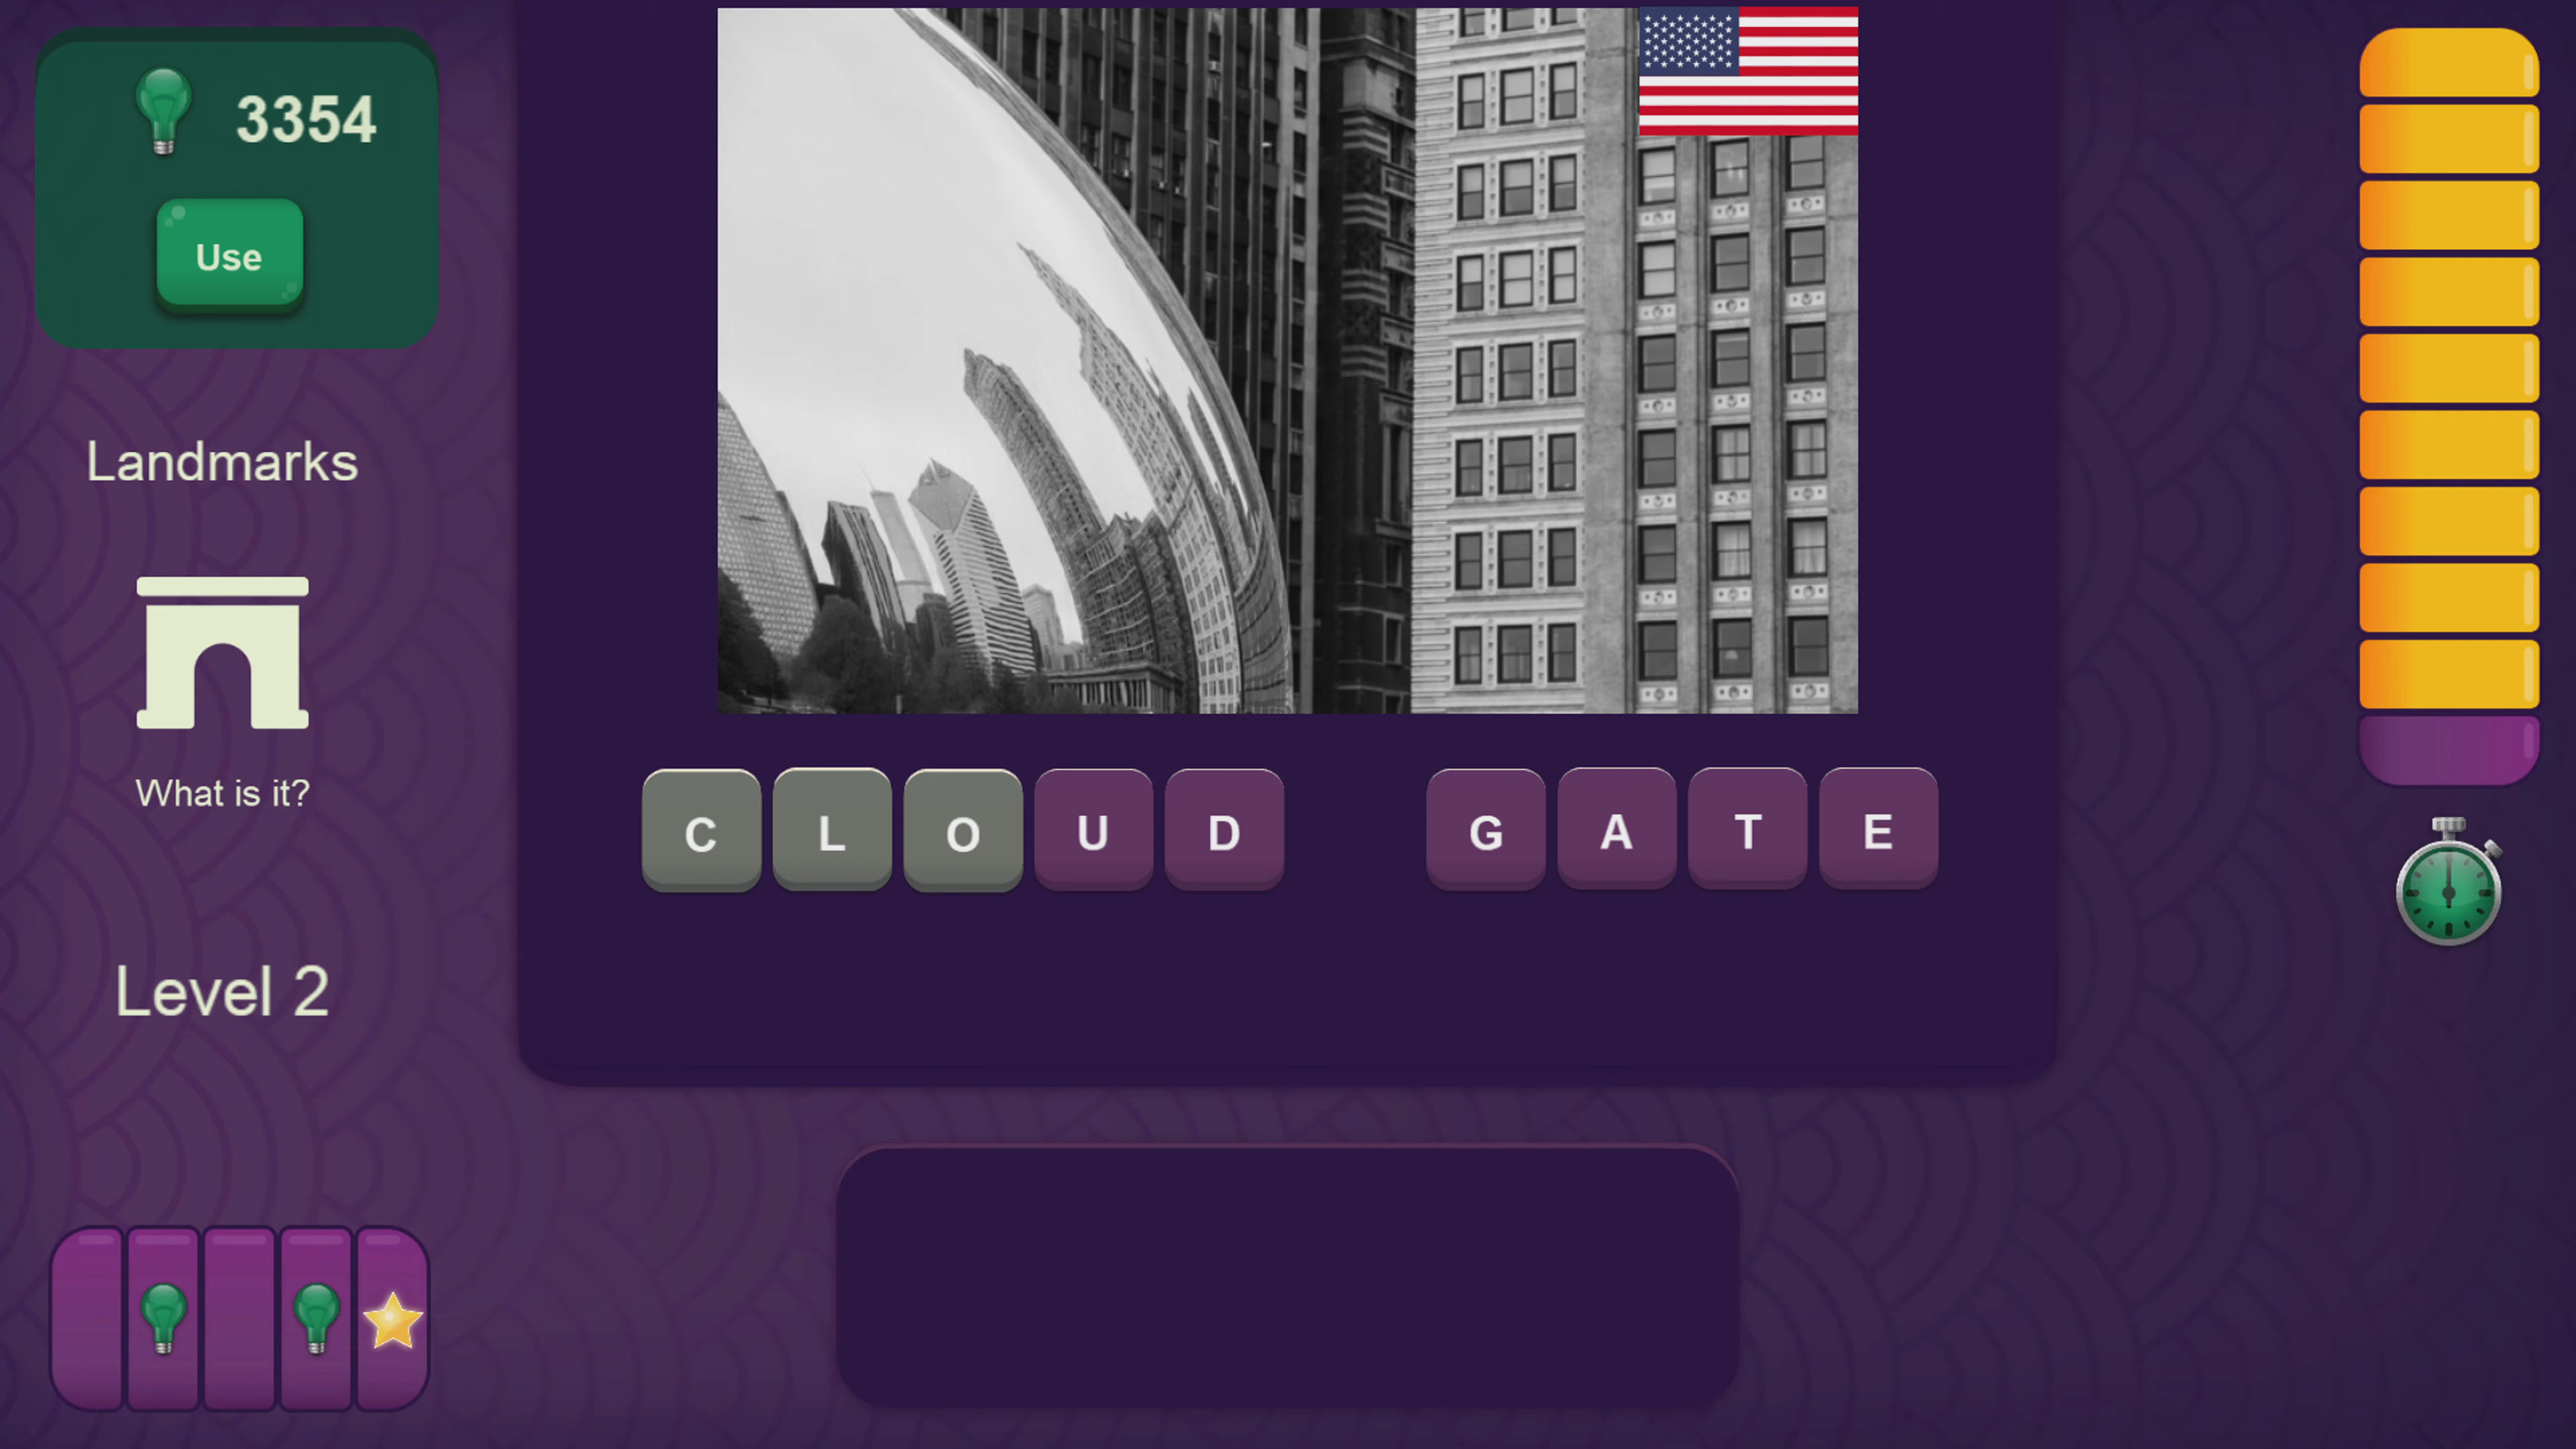 3354
Use
Landmarks
What is it?
Level 2
CLOUD GATE